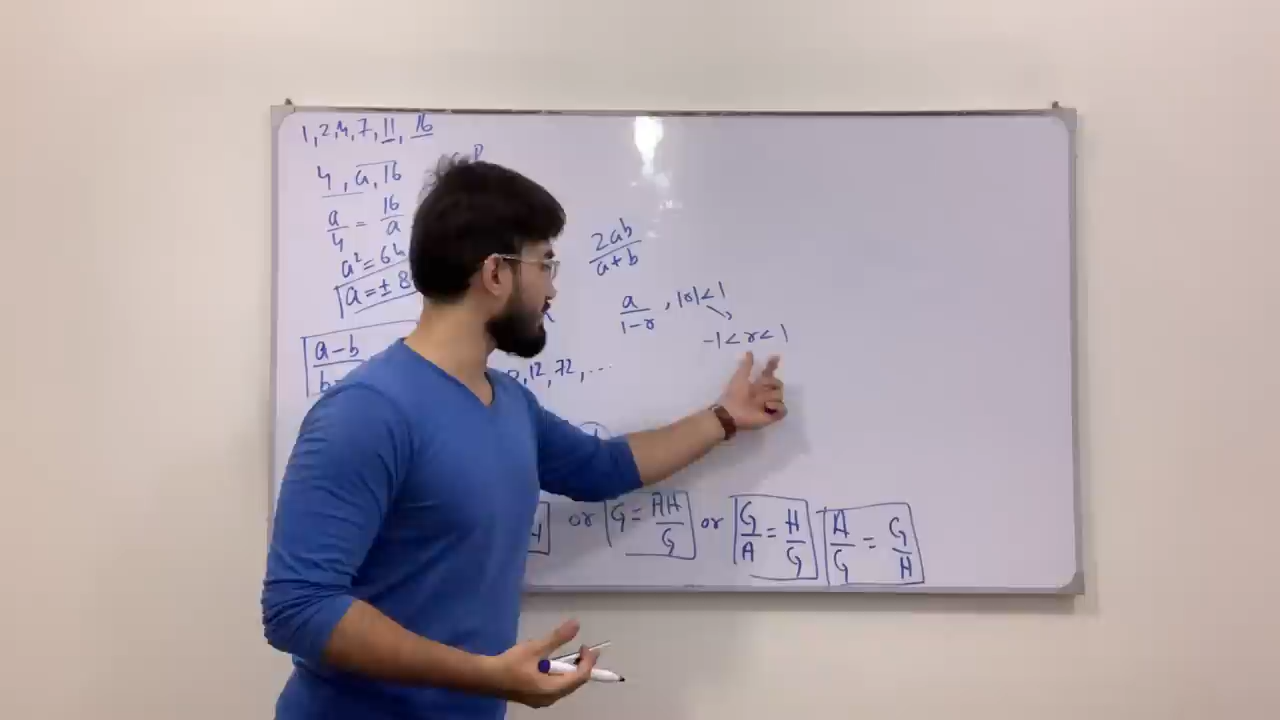 1, 2, 4, 7, 11, 16
4, a, 16
a/4 = 16/a
a² = 64
a = ± 8
a-b
2ab/a+b
a/1-r , |r| < 1
-1 < r < 1
12, 72, ...
or G = AH/G or G/A = H/G A/G = G/H